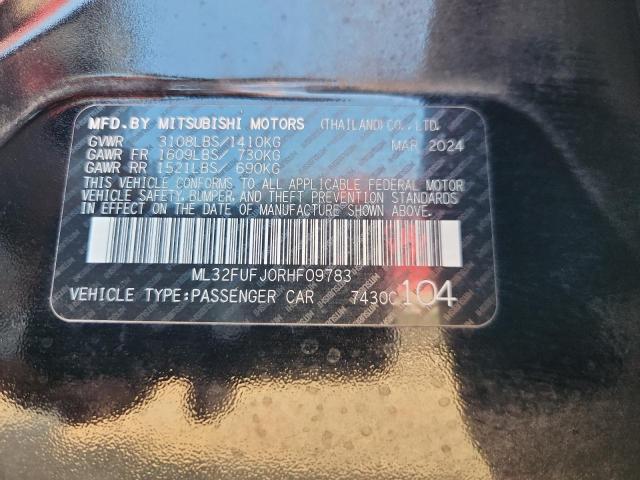 MFD.BY MITSUBISHI MOTORS (THAILAND)CO., LTD.
GVWR 3108LBS/1410KG MAR 2024
GAWR FR 1609LBS/ 730KG
GAWR RR 1521LBS/ 690KG
THIS VEHICLE CONFORMS TO ALL APPLICABLE FEDERAL MOTOR
VEHICLE SAFETY, BUMPER, AND THEFT PREVENTION STANDARDS
IN EFFECT ON THE DATE OF MANUFACTURE SHOWN ABOVE.
ML32FUFJ0RHF09783
VEHICLE TYPE:PASSENGER CAR 7430C104